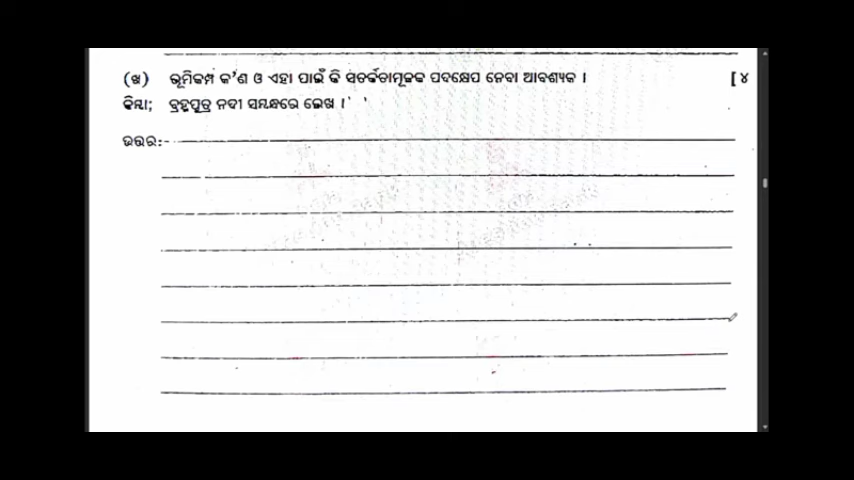 (ଖ) ଭୂମିକମ୍ପ କ'ଣ ଓ ଏହା ପାଇଁ କି ସତର୍କତାମୂଳକ ପଦକ୍ଷେପ ନେବା ଆବଶ୍ୟକ । [୪
କିମ୍ବା; ବ୍ରହ୍ମପୁତ୍ର ନଦୀ ସମ୍ବନ୍ଧରେ ଲେଖ ।
ଉତ୍ତର:-